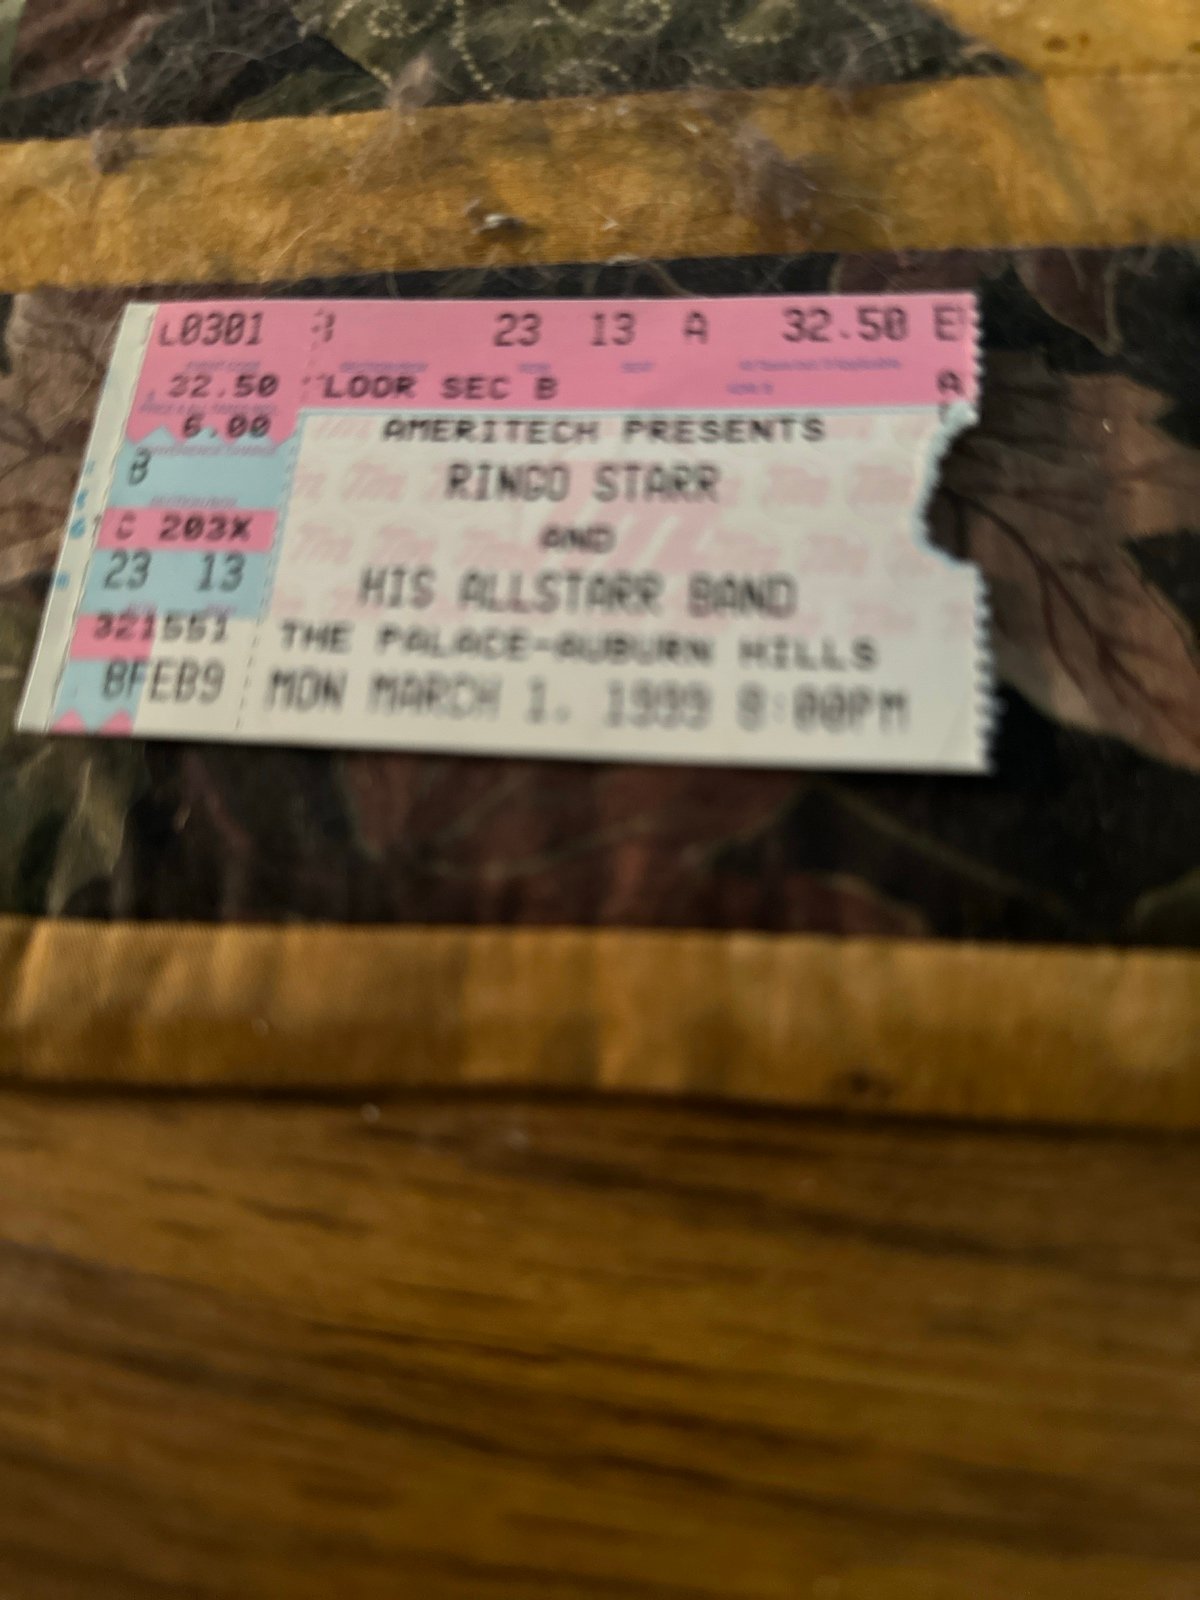 L0301 23 13 A 32.50
32.50 LOOR SEC B A
6.00 AMERITECH PRESENTS
B RINGO STARR
C 203X AND
23 13 HIS ALLSTARR BAND
321551 THE PALACE-AUBURN HILLS
8FEB9 MON MARCH 1, 1999 8:00PM